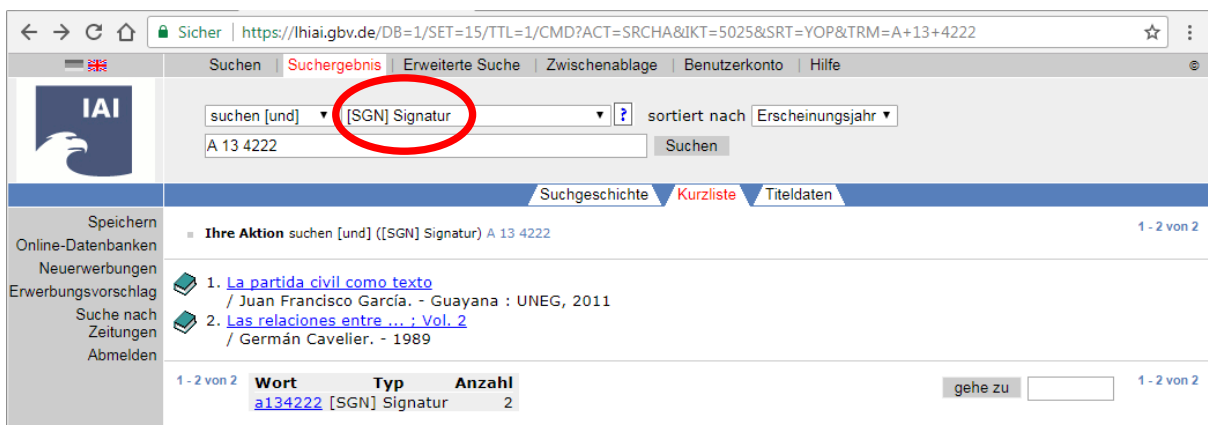 Sicher | https://lhiai.gbv.de/DB=1/SET=15/TTL=1/CMD?ACT=SRCHA&IKT=5025&SRT=YOP&TRM=A+13+4222
Suchen | Suchergebnis | Erweiterte Suche | Zwischenablage | Benutzerkonto | Hilfe ©
IAI
suchen [und] [SGN] Signatur ? sortiert nach Erscheinungsjahr
A 13 4222 Suchen
Suchgeschichte Kurzliste Titeldaten
Speichern
Online-Datenbanken
Neuerwerbungen
Erwerbungsvorschlag
Suche nach
Zeitungen
Abmelden
Ihre Aktion suchen [und] ([SGN] Signatur) A 13 4222 1 - 2 von 2
1. La partida civil como texto
/ Juan Francisco García. - Guayana : UNEG, 2011
2. Las relaciones entre ... ; Vol. 2
/ Germán Cavelier. - 1989
1 - 2 von 2 Wort Typ Anzahl gehe zu 1 - 2 von 2
a134222 [SGN] Signatur 2